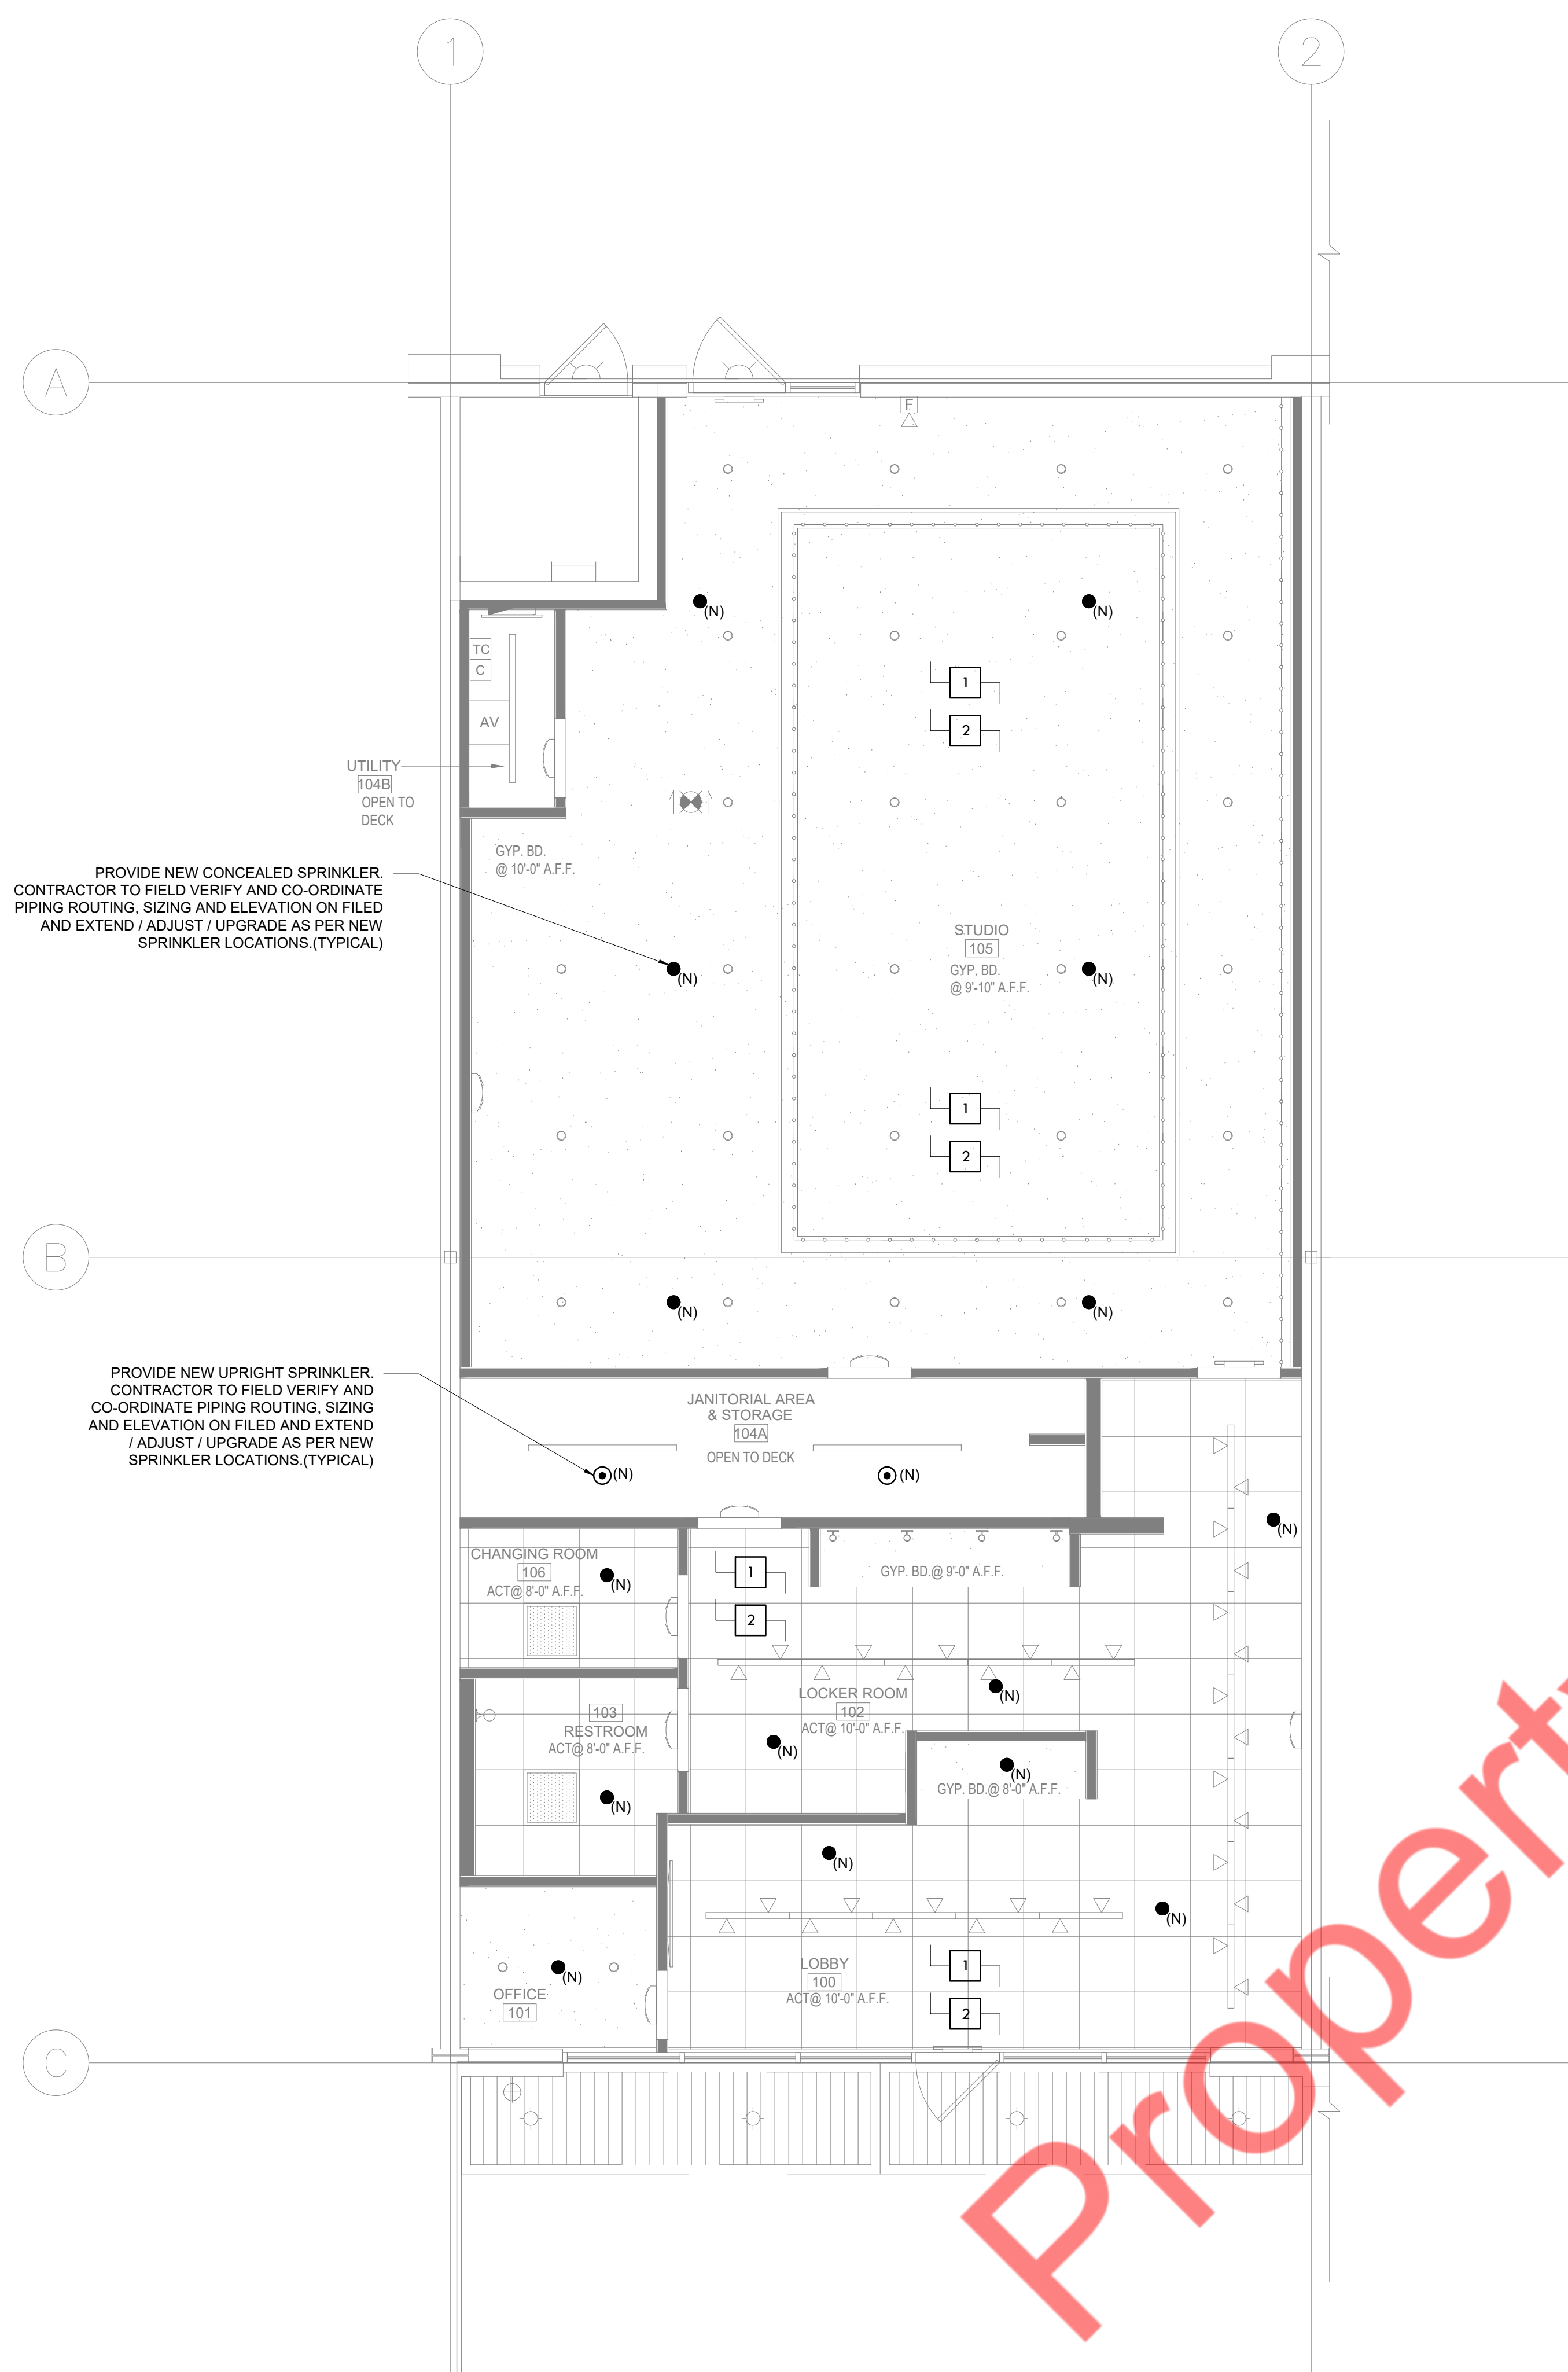 1
2
A
F
(N)
(N)
TC
C
1
AV
2
UTILITY
104B
OPEN TO
DECK
GYP. BD.
@ 10'-0" A.F.F.
PROVIDE NEW CONCEALED SPRINKLER.
CONTRACTOR TO FIELD VERIFY AND CO-ORDINATE
PIPING ROUTING, SIZING AND ELEVATION ON FILED
AND EXTEND / ADJUST / UPGRADE AS PER NEW
SPRINKLER LOCATIONS.(TYPICAL)
STUDIO
105
GYP. BD.
@ 9'-10" A.F.F.
(N)
(N)
1
2
B
(N)
(N)
PROVIDE NEW UPRIGHT SPRINKLER.
CONTRACTOR TO FIELD VERIFY AND
CO-ORDINATE PIPING ROUTING, SIZING
AND ELEVATION ON FILED AND EXTEND
/ ADJUST / UPGRADE AS PER NEW
SPRINKLER LOCATIONS.(TYPICAL)
JANITORIAL AREA
& STORAGE
104A
OPEN TO DECK
(N)
(N)
(N)
CHANGING ROOM
106
ACT@ 8'-0" A.F.F.
(N)
1
2
GYP. BD.@ 9'-0" A.F.F.
LOCKER ROOM
102
ACT@ 10'-0" A.F.F.
(N)
(N)
103
RESTROOM
ACT@ 8'-0" A.F.F.
(N)
(N)
GYP. BD.@ 8'-0" A.F.F.
(N)
(N)
OFFICE
101
(N)
LOBBY
100
ACT@ 10'-0" A.F.F.
1
2
C
Propert